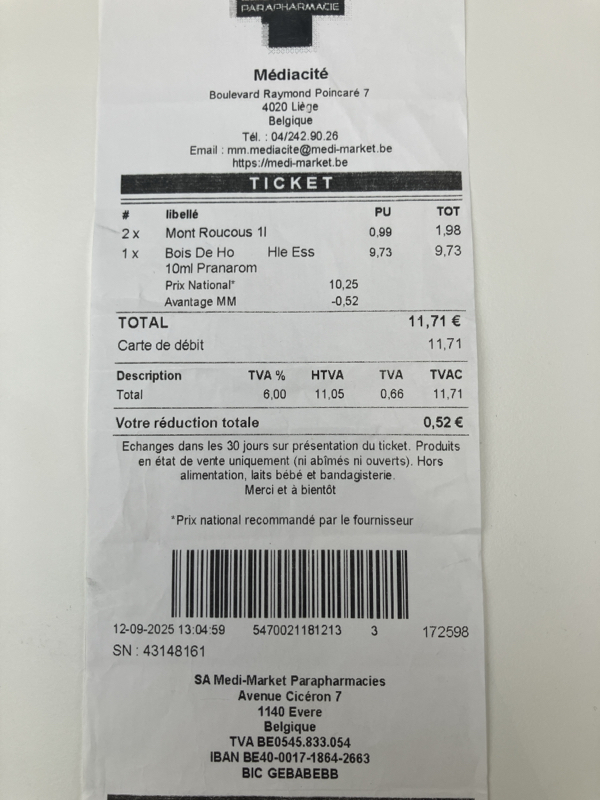 PARAPHARMACIE
Médiacité
Boulevard Raymond Poincaré 7
4020 Liège
Belgique
Tél. : 04/242.90.26
Email : mm.mediacite@medi-market.be
https://medi-market.be
TICKET
# libellé PU TOT
2 x Mont Roucous 1l 0,99 1,98
1 x Bois De Ho Hle Ess 9,73 9,73
10ml Pranarom
Prix National* 10,25
Avantage MM -0,52
TOTAL 11,71 €
Carte de débit 11,71
Description TVA % HTVA TVA TVAC
Total 6,00 11,05 0,66 11,71
Votre réduction totale 0,52 €
Echanges dans les 30 jours sur présentation du ticket. Produits
en état de vente uniquement (ni abîmés ni ouverts). Hors
alimentation, laits bébé et bandagisterie.
Merci et à bientôt
*Prix national recommandé par le fournisseur
12-09-2025 13:04:59 5470021181213 3 172598
SN : 43148161
SA Medi-Market Parapharmacies
Avenue Cicéron 7
1140 Evere
Belgique
TVA BE0545.833.054
IBAN BE40-0017-1864-2663
BIC GEBABEBB